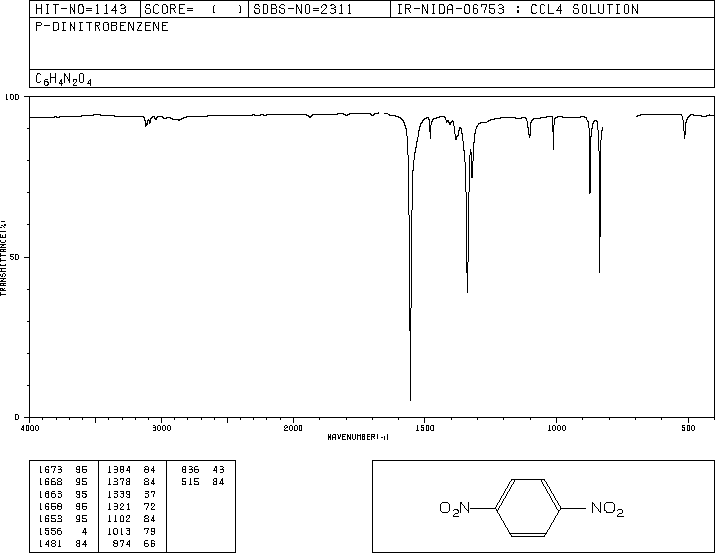 HIT-NO=1143 SCORE= ( ) SDBS-NO=2311 IR-NIDA-06753 : CCL4 SOLUTION
P-DINITROBENZENE
C6H4N2O4
100
TRANSMITTANCE(%)
50
0
4000 3000 2000 1500 1000 500
WAVENUMBER(-1)
1673 95 1384 84 836 43
1668 95 1378 84 515 84
1663 95 1339 37
1658 95 1321 72
1653 95 1102 84
1556 4 1013 79
1481 84 874 66
O2N NO2